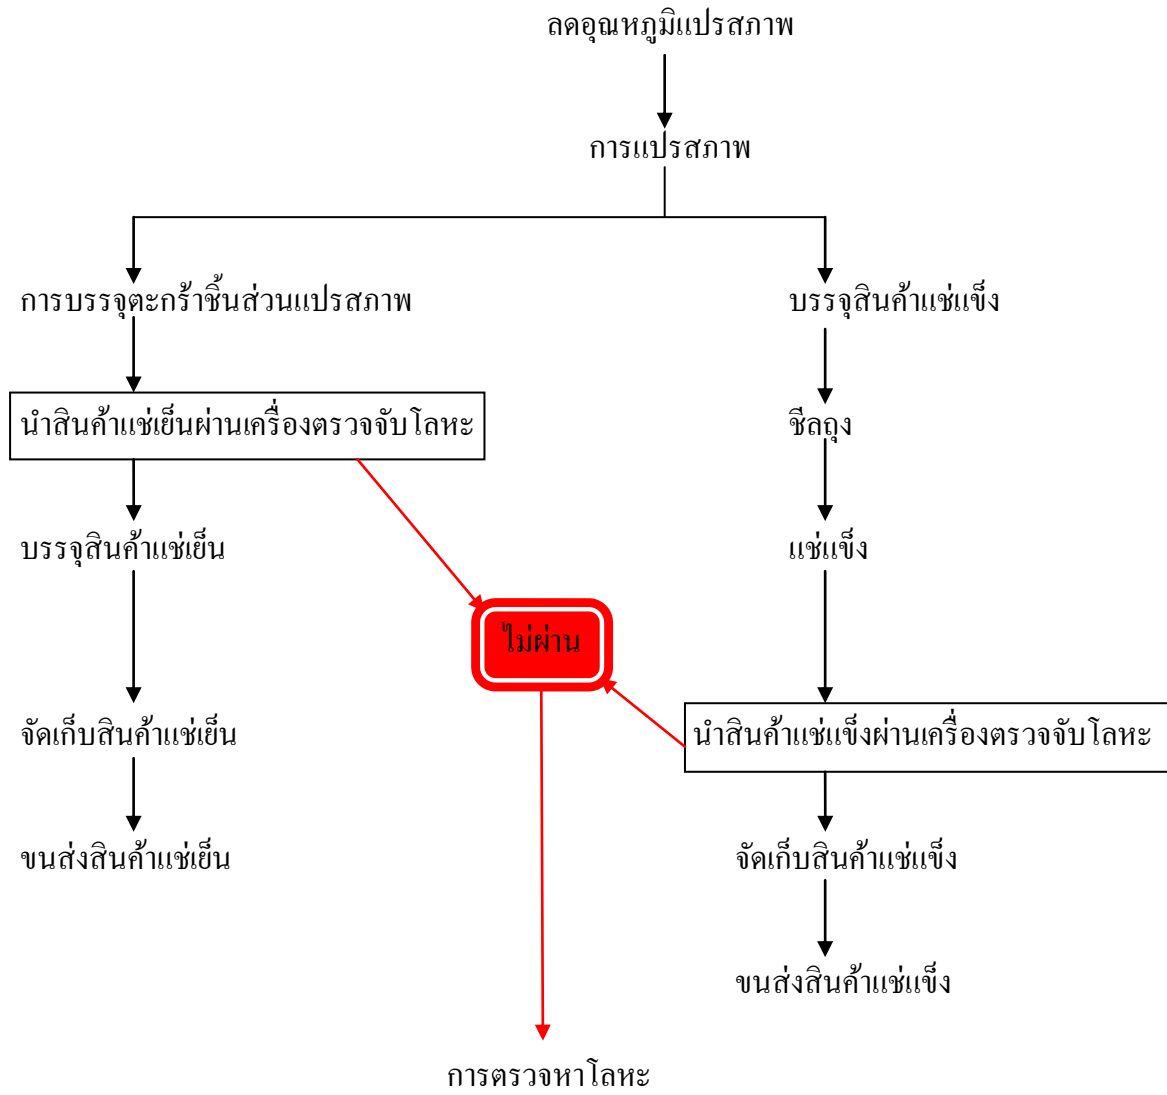 ลดอุณหภูมิแปรสภาพ
การแปรสภาพ
การบรรจุตะกร้าชิ้นส่วนแปรสภาพ
บรรจุสินค้าแช่แข็ง
นำสินค้าแช่เย็นผ่านเครื่องตรวจจับโลหะ
ซีลถุง
บรรจุสินค้าแช่เย็น
แช่แข็ง
ไม่ผ่าน
จัดเก็บสินค้าแช่เย็น
นำสินค้าแช่แข็งผ่านเครื่องตรวจจับโลหะ
ขนส่งสินค้าแช่เย็น
จัดเก็บสินค้าแช่แข็ง
ขนส่งสินค้าแช่แข็ง
การตรวจหาโลหะ